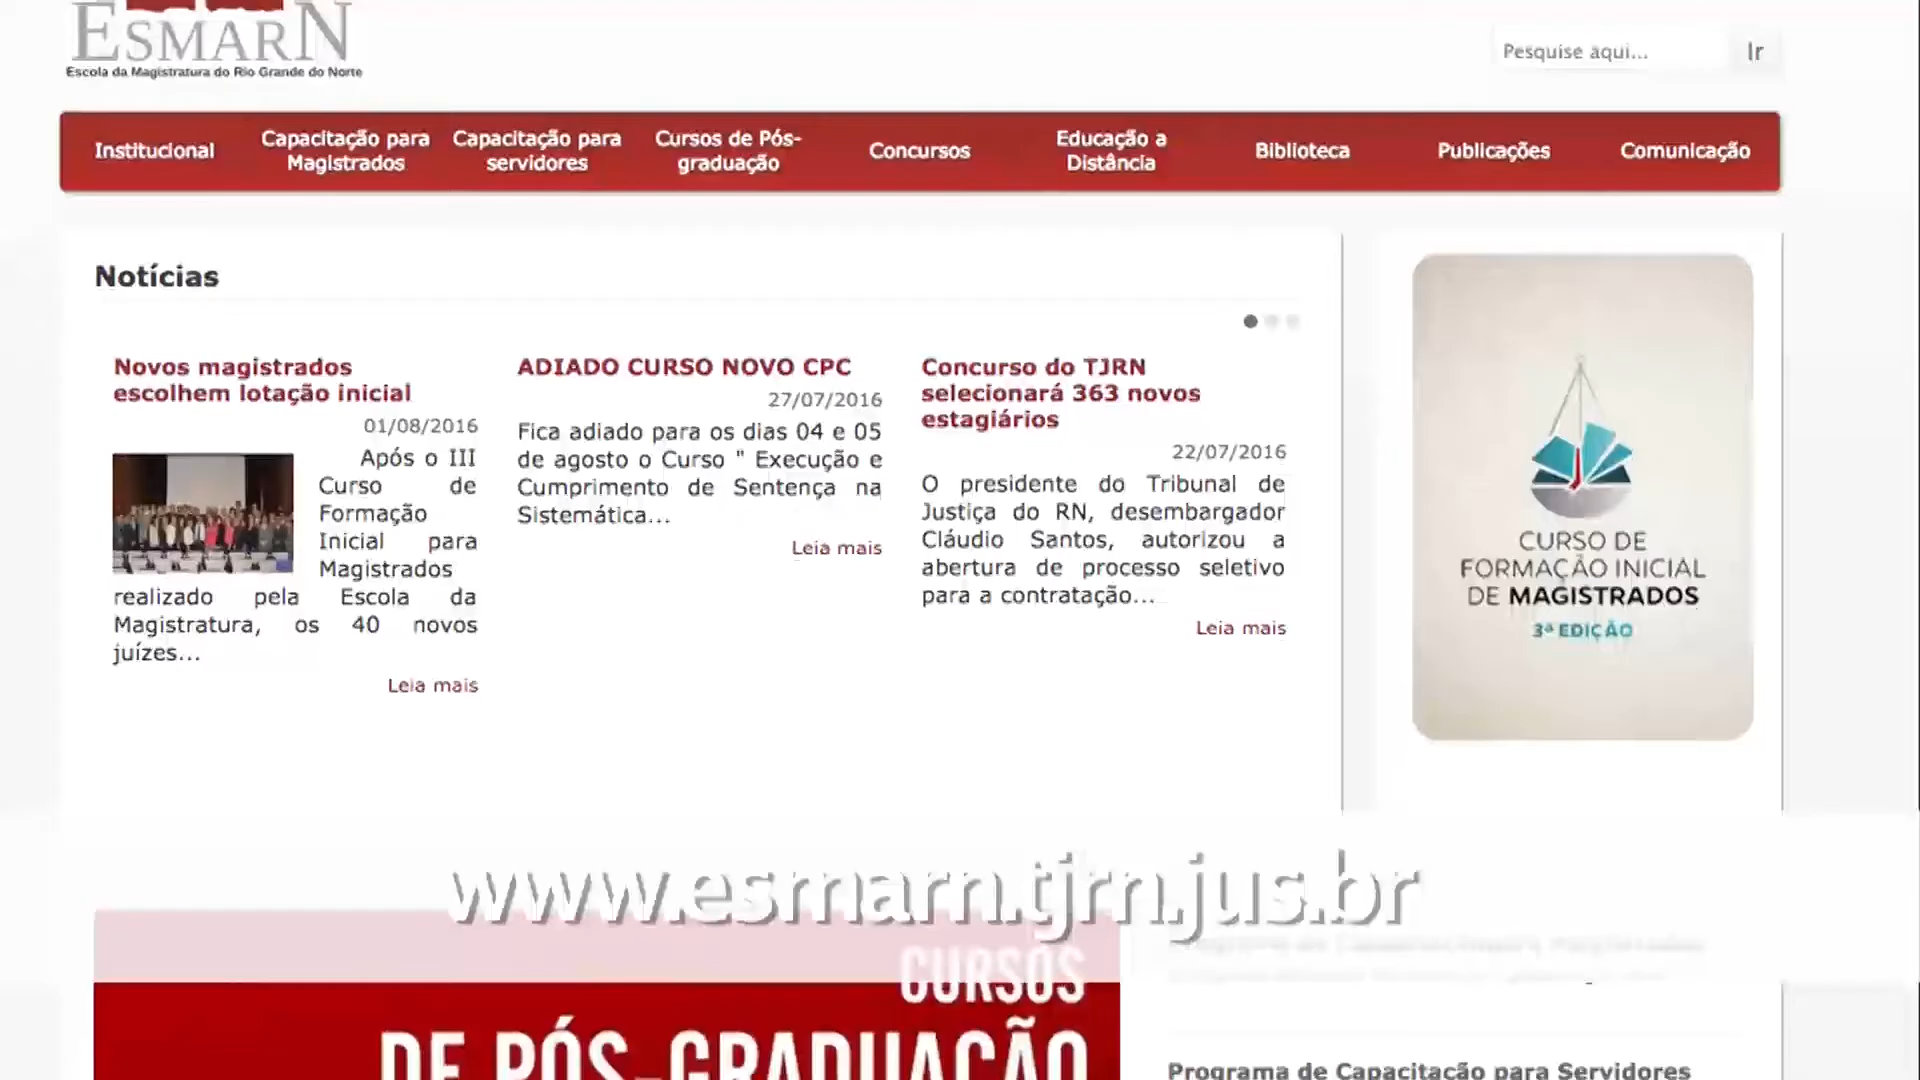 ESMARN
Escola da Magistratura do Rio Grande do Norte
Pesquise aqui...
Ir
Institucional
Capacitação para
Magistrados
Capacitação para
servidores
Cursos de Pós-
graduação
Concursos
Educação a
Distância
Biblioteca
Publicações
Comunicação
Notícias
Novos magistrados
escolhem lotação inicial
01/08/2016
Após o III
Curso de
Formação
Inicial para
Magistrados
realizado pela Escola da
Magistratura, os 40 novos
juízes...
Leia mais
ADIADO CURSO NOVO CPC
27/07/2016
Fica adiado para os dias 04 e 05
de agosto o Curso " Execução e
Cumprimento de Sentença na
Sistemática...
Leia mais
Concurso do TJRN
selecionará 363 novos
estagiários
22/07/2016
O presidente do Tribunal de
Justiça do RN, desembargador
Cláudio Santos, autorizou a
abertura de processo seletivo
para a contratação...
Leia mais
CURSO DE
FORMAÇÃO INICIAL
DE MAGISTRADOS
3ª EDIÇÃO
www.esmarn.tjrn.jus.br
CURSOS
DE PÓS-GRADUAÇÃO
Programa de Capacitação para Servidores